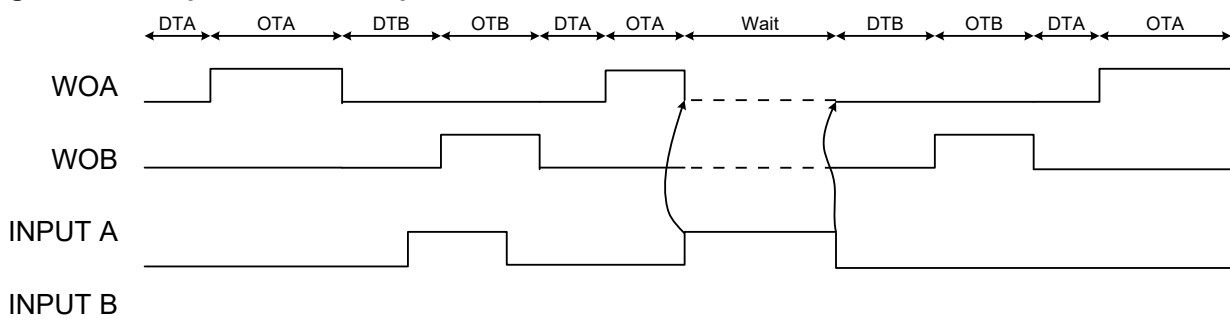 DTA OTA DTB OTB DTA OTA Wait DTB OTB DTA OTA
WOA
WOB
INPUT A
INPUT B